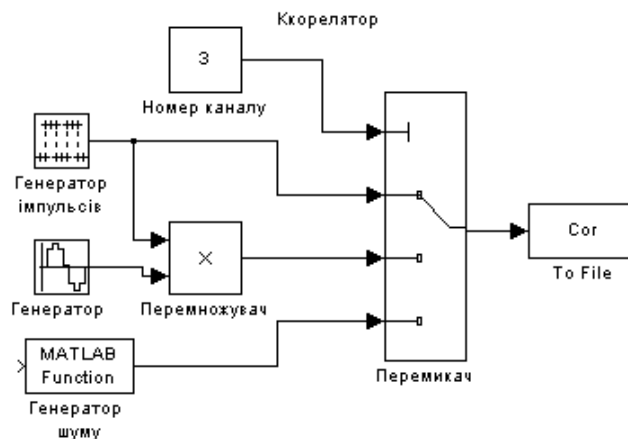 Ккорелятор
3
Номер каналу
Генератор
імпульсів
Cor
To File
Генератор
Перемножувач
MATLAB
Function
Перемикач
Генератор
шуму